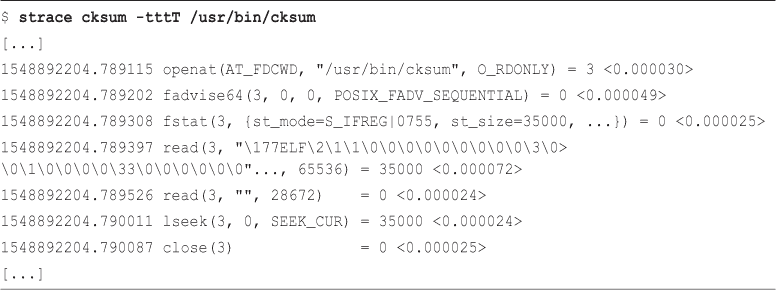 $ strace cksum -tttT /usr/bin/cksum
[...]
1548892204.789115 openat(AT_FDCWD, "/usr/bin/cksum", O_RDONLY) = 3 <0.000030>
1548892204.789202 fadvise64(3, 0, 0, POSIX_FADV_SEQUENTIAL) = 0 <0.000049>
1548892204.789308 fstat(3, {st_mode=S_IFREG|0755, st_size=35000, ...}) = 0 <0.000025>
1548892204.789397 read(3, "\177ELF\2\1\1\0\0\0\0\0\0\0\0\0\3\0>
\0\1\0\0\0\0\33\0\0\0\0\0\0"..., 65536) = 35000 <0.000072>
1548892204.789526 read(3, "", 28672) = 0 <0.000024>
1548892204.790011 lseek(3, 0, SEEK_CUR) = 35000 <0.000024>
1548892204.790087 close(3) = 0 <0.000025>
[...]